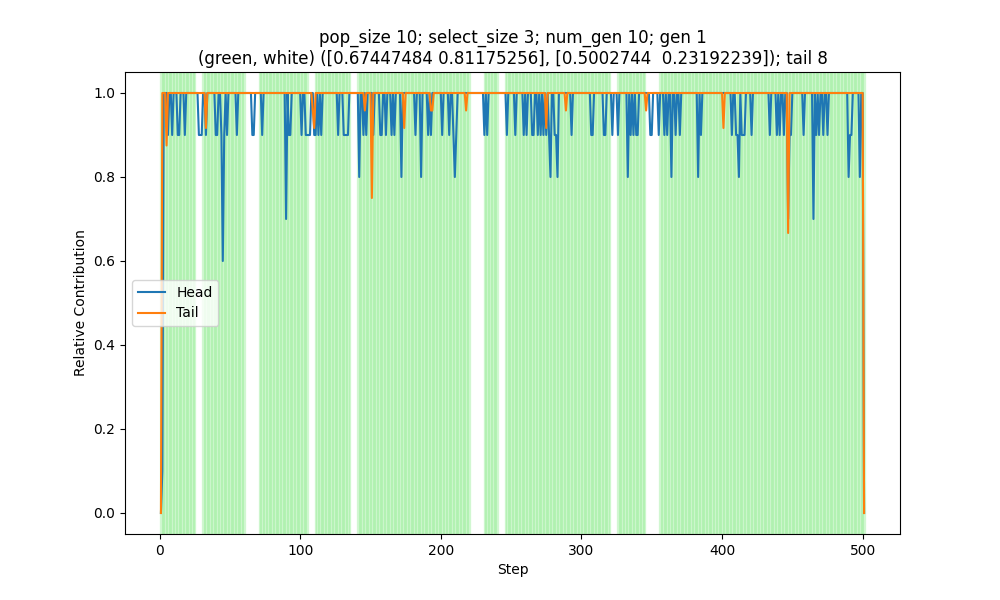 pop_size 10; select_size 3; num_gen 10; gen 1
(green, white) ([0.67447484 0.81175256], [0.5002744  0.23192239]); tail 8
1.0
0.8
0.6
0.4
0.2
0.0
Relative Contribution
Head
Tail
0
100
200
300
400
500
Step